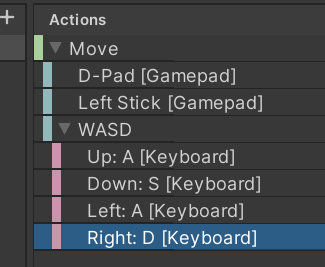 Actions
Move
D-Pad [Gamepad]
Left Stick [Gamepad]
WASD
Up: A [Keyboard]
Down: S [Keyboard]
Left: A [Keyboard]
Right: D [Keyboard]